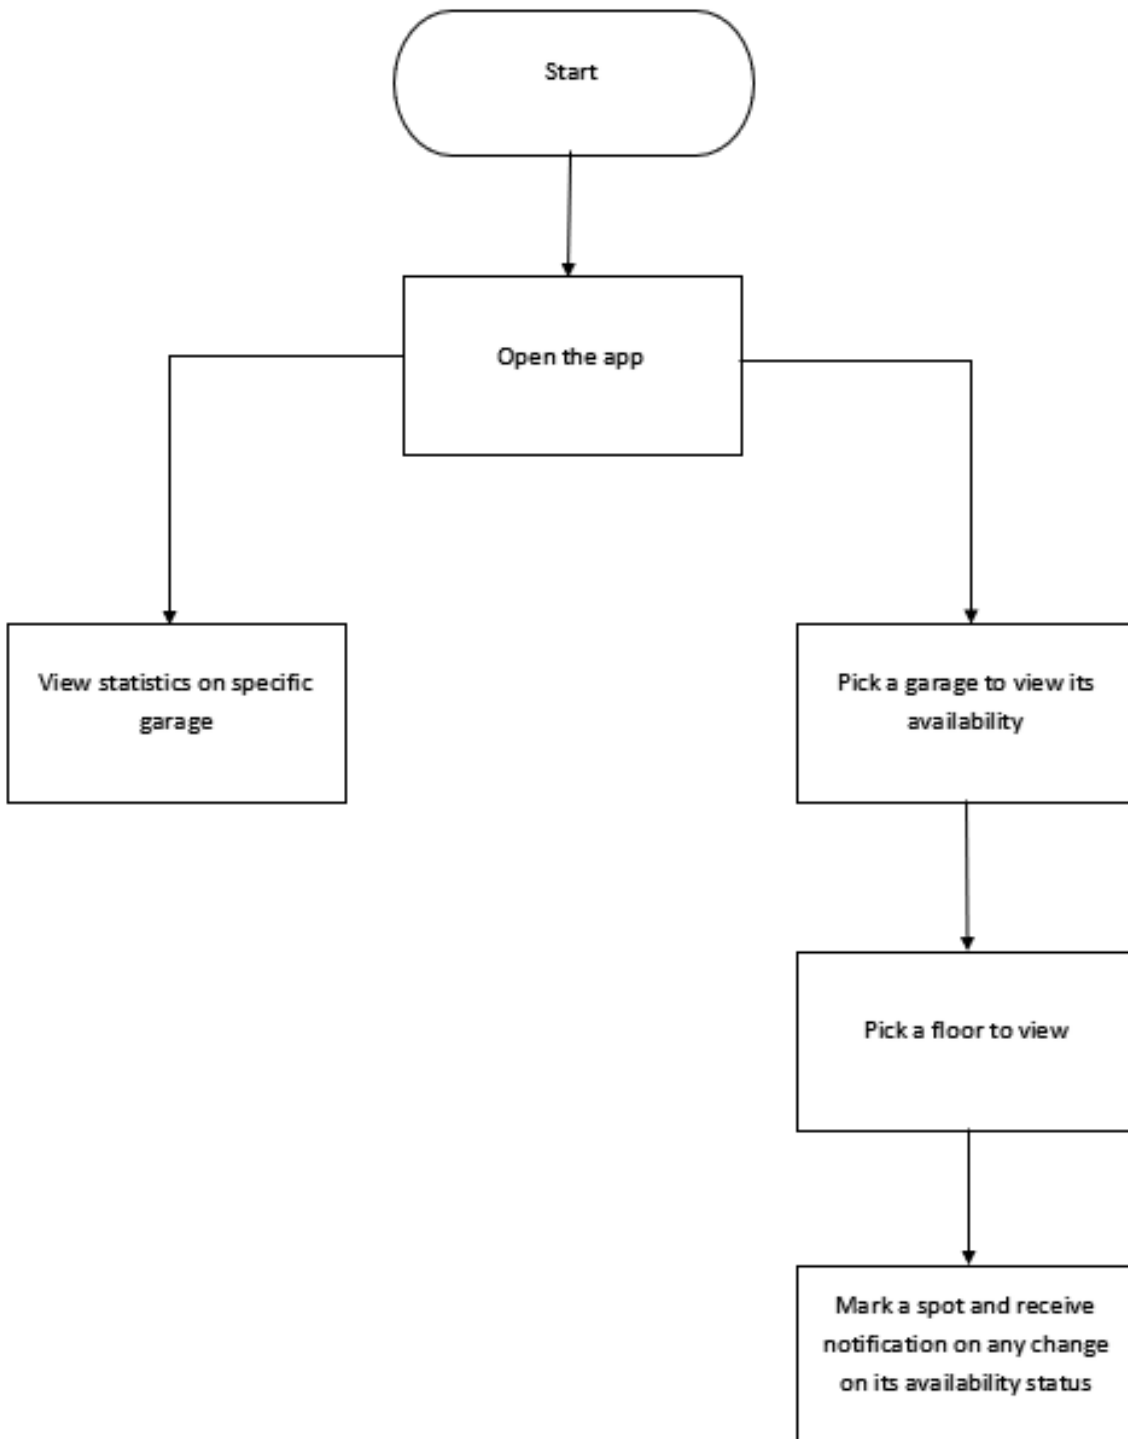 Start
Open the app
View statistics on specific
garage
Pick a garage to view its
availability
Pick a floor to view
Mark a spot and receive
notification on any change
on its availability status